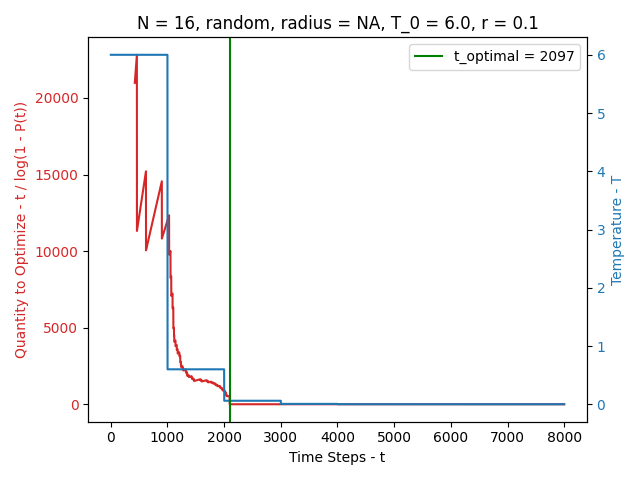 N = 16, random, radius = NA, T_0 = 6.0, r = 0.1
t_optimal = 2097
Quantity to Optimize - t / log(1 - P(t))
20000
15000
10000
5000
0
6
5
4
3
2
1
0
Temperature - T
0 1000 2000 3000 4000 5000 6000 7000 8000
Time Steps - t